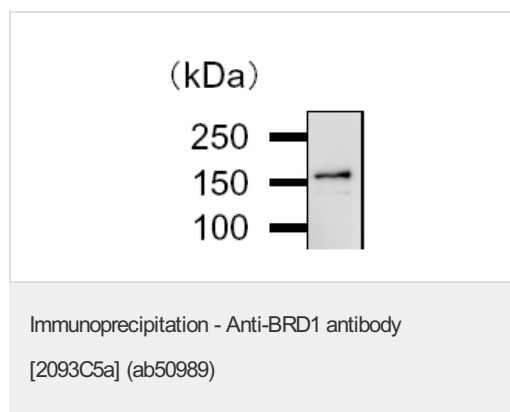 (kDa)
250
150
100
Immunoprecipitation - Anti-BRD1 antibody
[2093C5a] (ab50989)